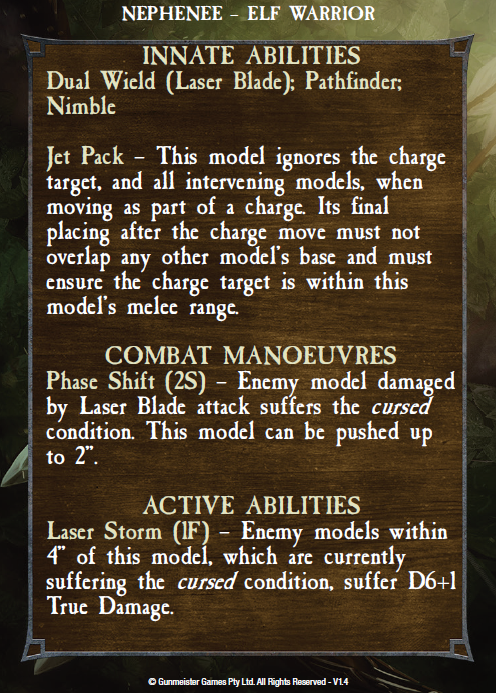 NEPHENEE – ELF WARRIOR
INNATE ABILITIES
Dual Wield (Laser Blade); Pathfinder;
Nimble
Jet Pack – This model ignores the charge
target, and all intervening models, when
moving as part of a charge. Its final
placing after the charge move must not
overlap any other model's base and must
ensure the charge target is within this
model's melee range.
COMBAT MANOEUVRES
Phase Shift (2S) – Enemy model damaged
by Laser Blade attack suffers the cursed
condition. This model can be pushed up
to 2".
ACTIVE ABILITIES
Laser Storm (1F) – Enemy models within
4" of this model, which are currently
suffering the cursed condition, suffer D6+1
True Damage.
© Gunmeister Games Pty Ltd. All Rights Reserved - V1.4